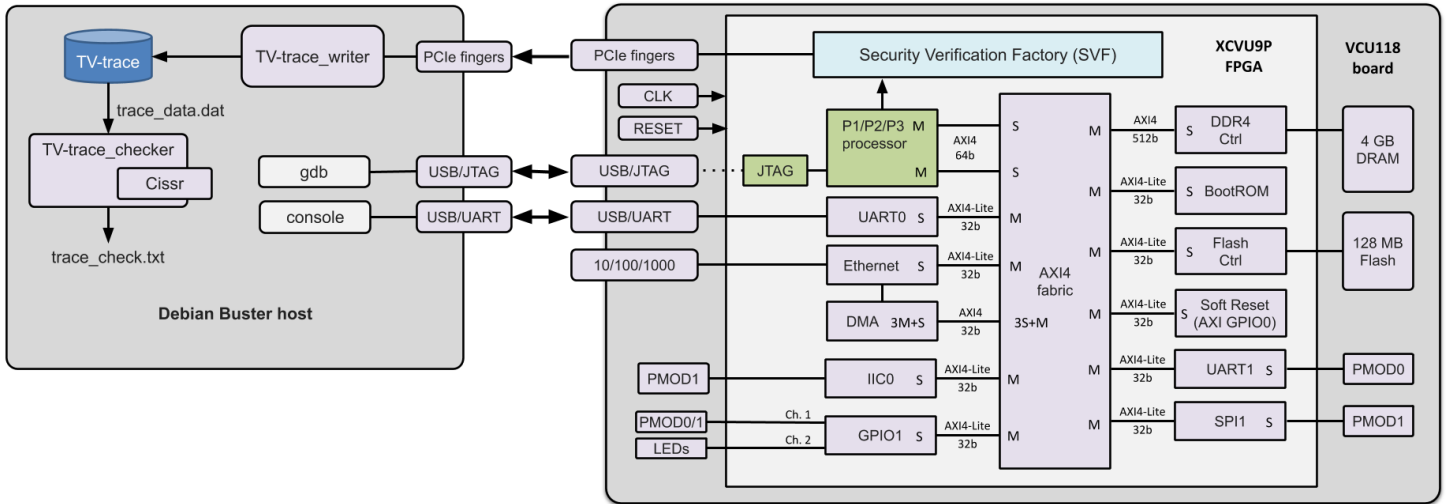 TV-trace
TV-trace_writer
PCIe fingers
PCIe fingers
Security Verification Factory (SVF)
XCVU9P
FPGA
VCU118
board
trace_data.dat
CLK
RESET
P1/P2/P3 M
processor
M
AXI4
64b
S
S
M
AXI4
512b
S
DDR4
Ctrl
4 GB
DRAM
TV-trace_checker
Cissr
gdb
USB/JTAG
USB/JTAG
JTAG
M
AXI4-Lite
32b
S BootROM
console
USB/UART
USB/UART
UART0 S
AXI4-Lite
32b
M
trace_check.txt
M
AXI4-Lite
32b
S
Flash
Ctrl
128 MB
Flash
10/100/1000
Ethernet S
AXI4-Lite
32b
M
AXI4
fabric
Debian Buster host
DMA 3M+S
AXI4
32b
3S+M
M
AXI4-Lite
32b
S
Soft Reset
(AXI GPIO0)
PMOD1
IIC0 S
AXI4-Lite
32b
M
M
AXI4-Lite
32b
UART1 S
PMOD0
PMOD0/1
Ch. 1
LEDs
Ch. 2
GPIO1 S
AXI4-Lite
32b
M
M
AXI4-Lite
32b
SPI1 S
PMOD1